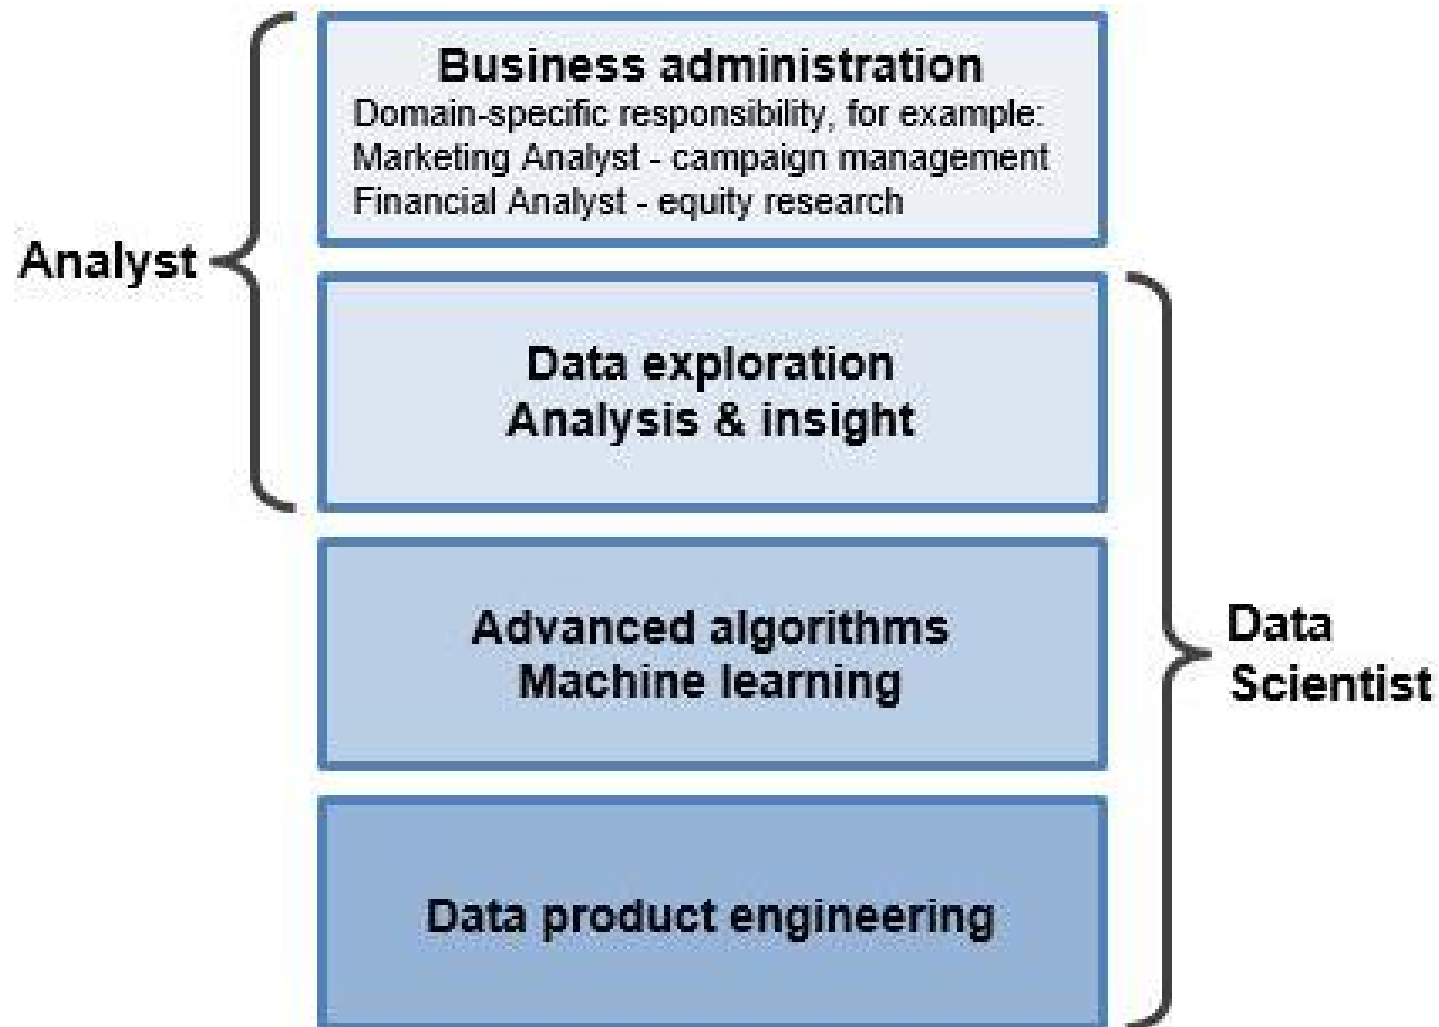 Business administration
Domain-specific responsibility, for example:
Marketing Analyst - campaign management
Financial Analyst - equity research
Analyst
Data exploration
Analysis & insight
Advanced algorithms
Machine learning
Data
Scientist
Data product engineering